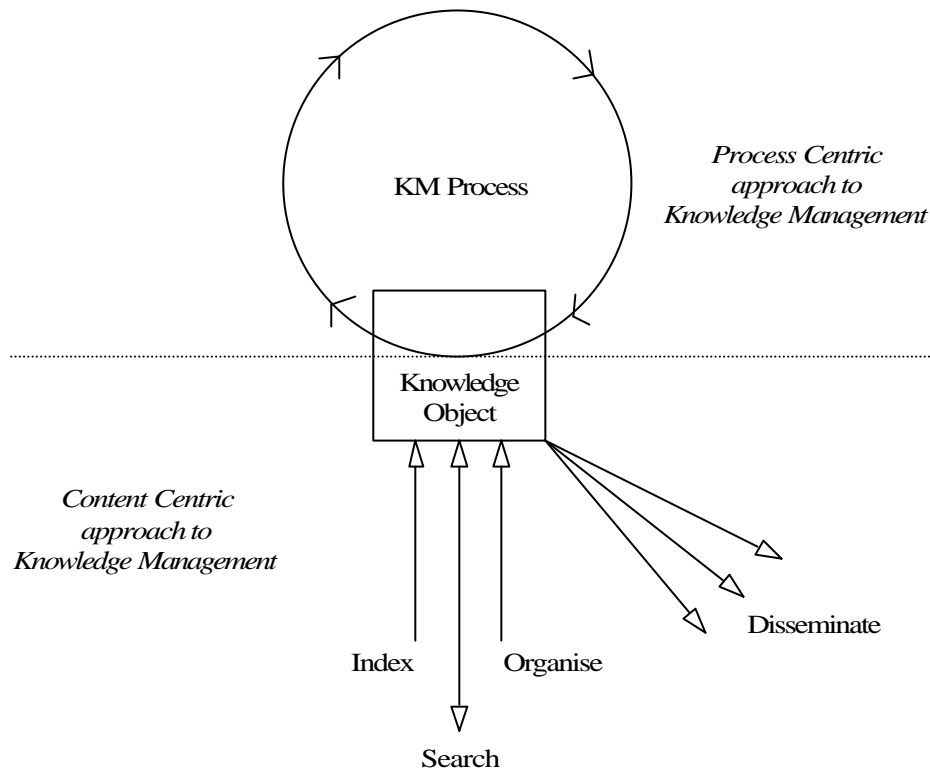 KM Process
Process Centric
approach to
Knowledge Management
Knowledge
Object
Content Centric
approach to
Knowledge Management
Disseminate
Index
Organise
Search